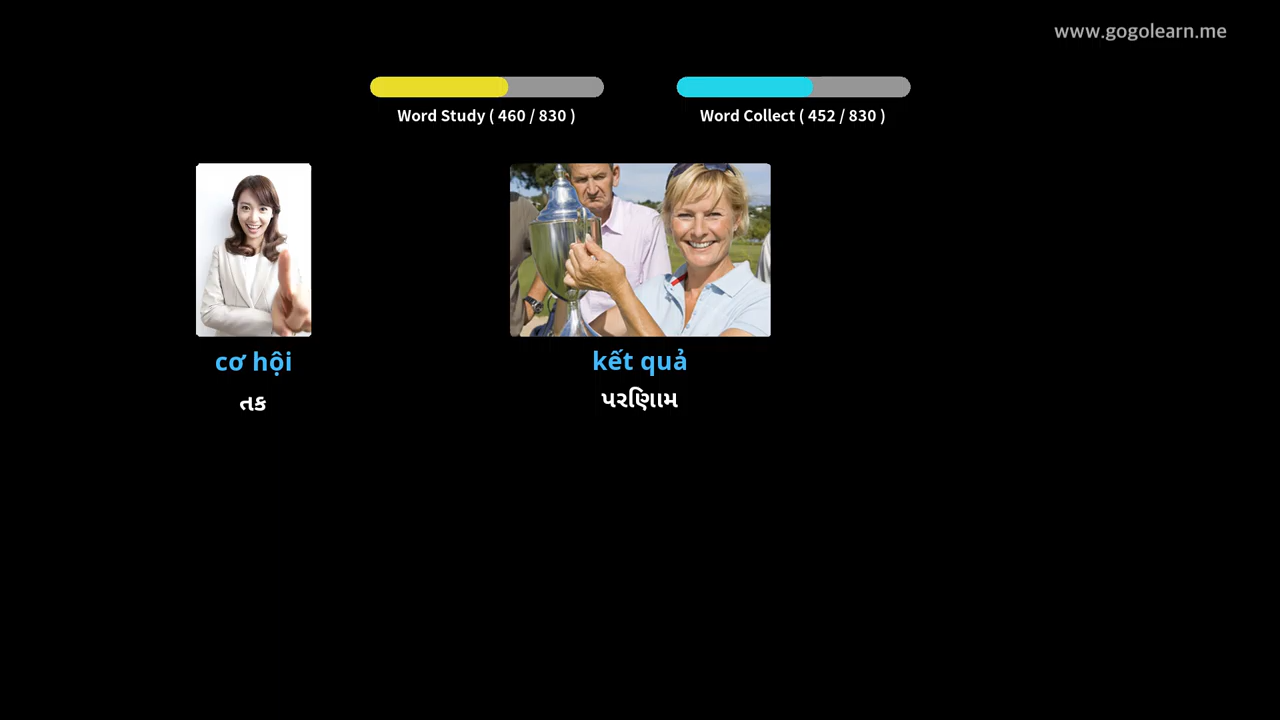 www.gogolearn.me
Word Study ( 460 / 830 )
Word Collect ( 452 / 830 )
cơ hội
તક
kết quả
પરિણામ